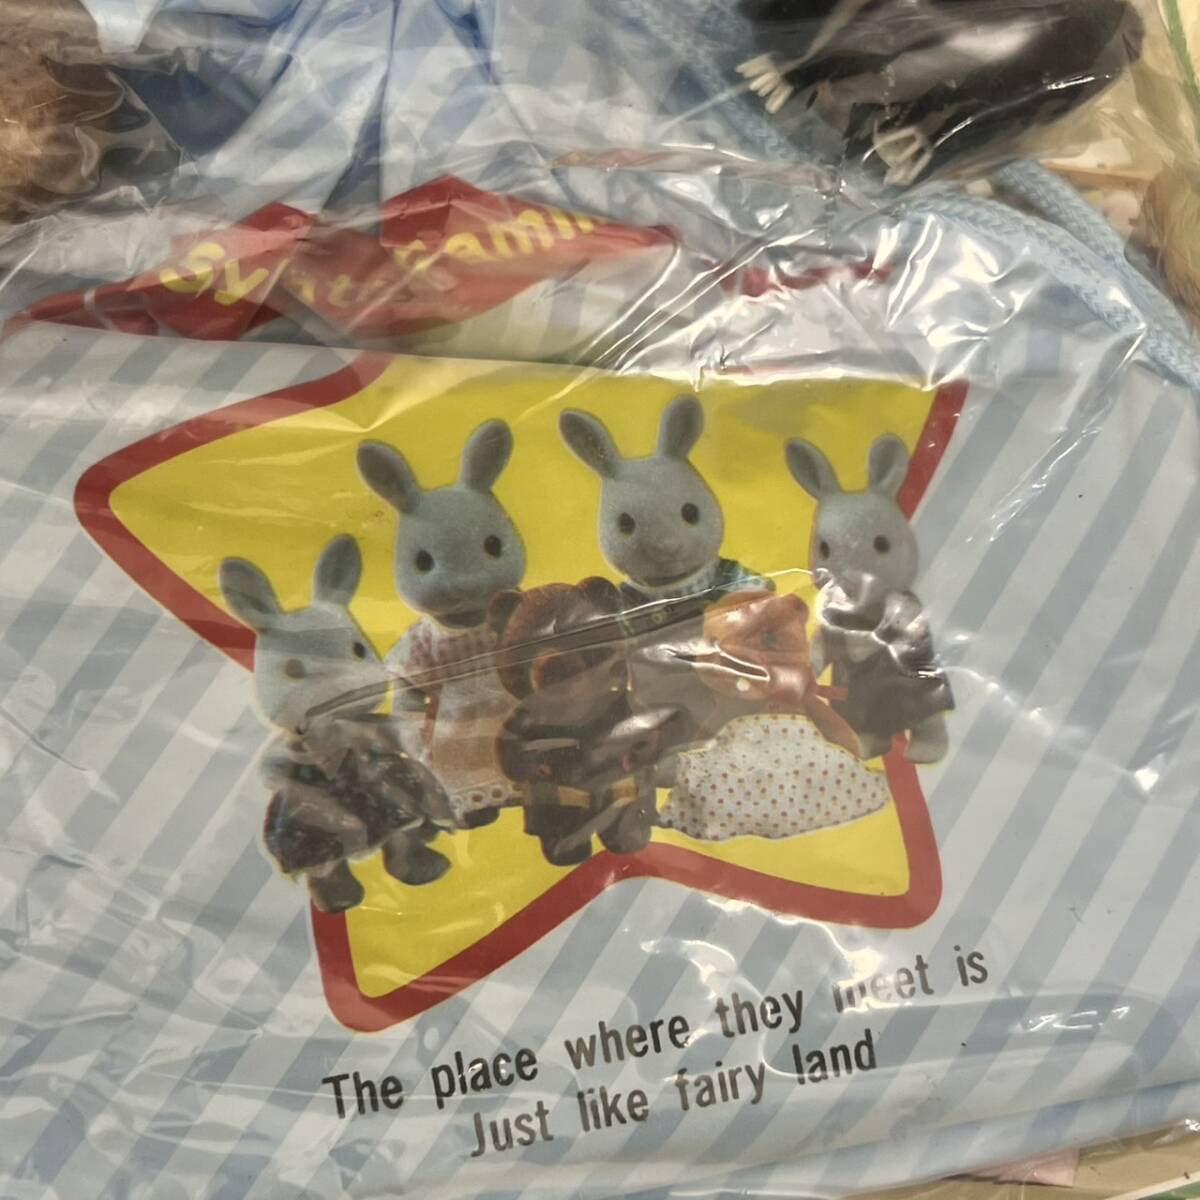 The place where they meet is
Just like fairy land